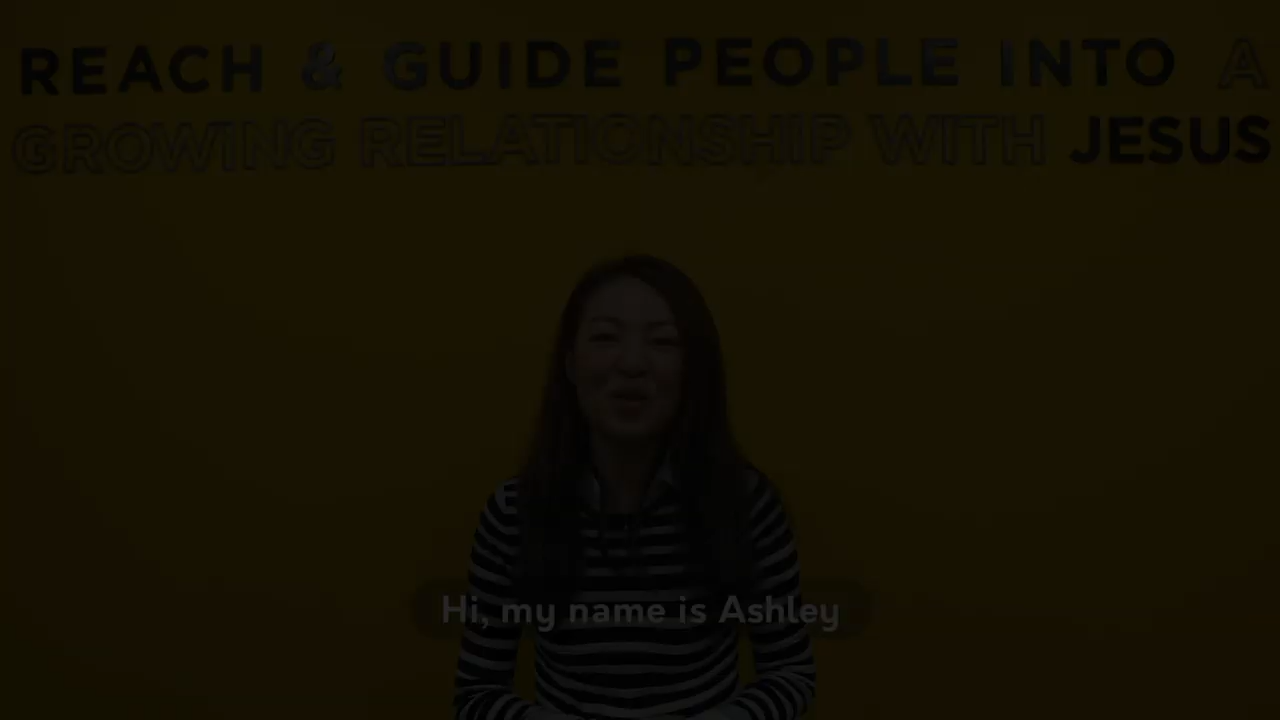 REACH & GUIDE PEOPLE INTO A
GROWING RELATIONSHIP WITH JESUS
Hi, my name is Ashley